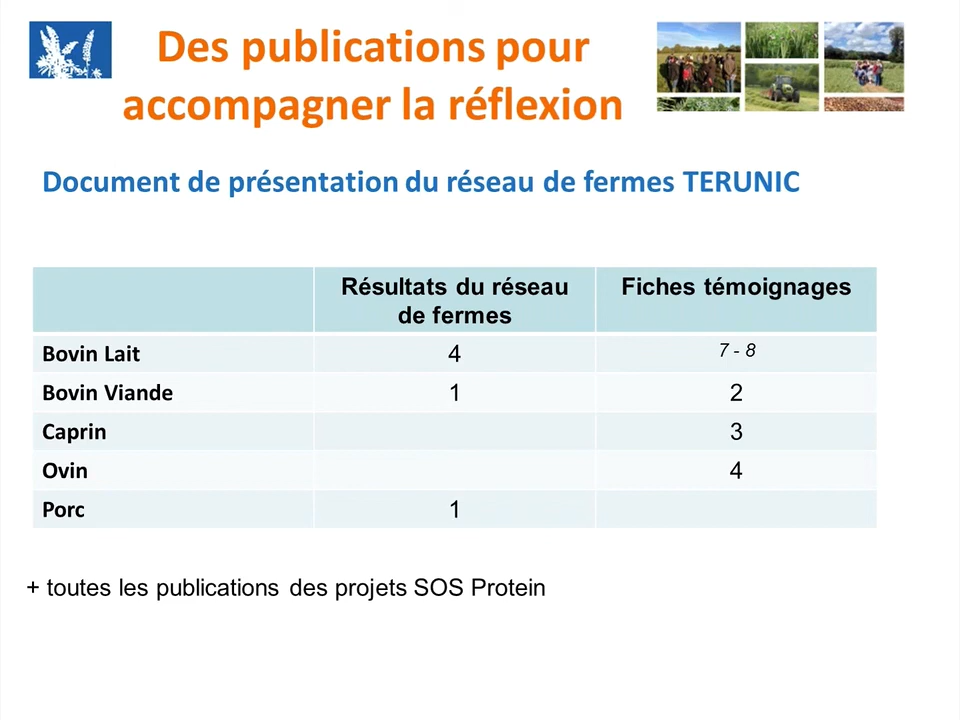 Des publications pour
accompagner la réflexion
Document de présentation du réseau de fermes TERUNIC
Résultats du réseau
de fermes
Fiches témoignages
Bovin Lait 4 7 - 8
Bovin Viande 1 2
Caprin 3
Ovin 4
Porc 1
+ toutes les publications des projets SOS Protein